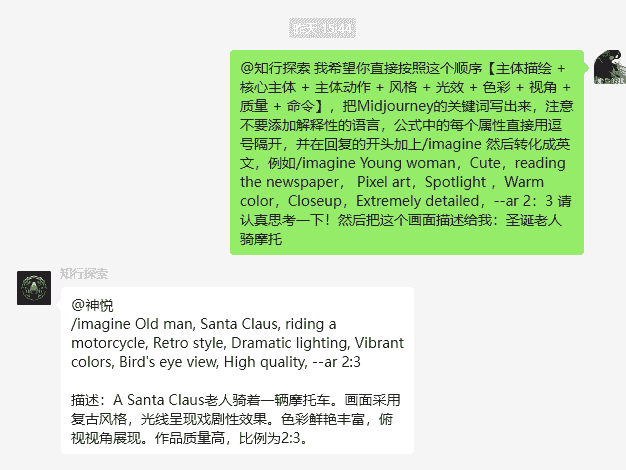 昨天 15:44
@知行探索 我希望你直接按照这个顺序【主体描绘 +
核心主体 + 主体动作 + 风格 + 光效 + 色彩 + 视角 +
质量 + 命令】，把Midjourney的关键词写出来，注意
不要添加解释性的语言，公式中的每个属性直接用逗
号隔开，并在回复的开头加上/imagine 然后转化成英
文，例如/imagine Young woman，Cute，reading
the newspaper， Pixel art，Spotlight ，Warm
color，Closeup，Extremely detailed，--ar 2：3 请
认真思考一下！然后把这个画面描述给我：圣诞老人
骑摩托
知行探索
@神悦
/imagine Old man, Santa Claus, riding a
motorcycle, Retro style, Dramatic lighting, Vibrant
colors, Bird's eye view, High quality, --ar 2:3
描述：A Santa Claus老人骑着一辆摩托车。画面采用
复古风格，光线呈现戏剧性效果。色彩鲜艳丰富，俯
视视角展现。作品质量高，比例为2:3。